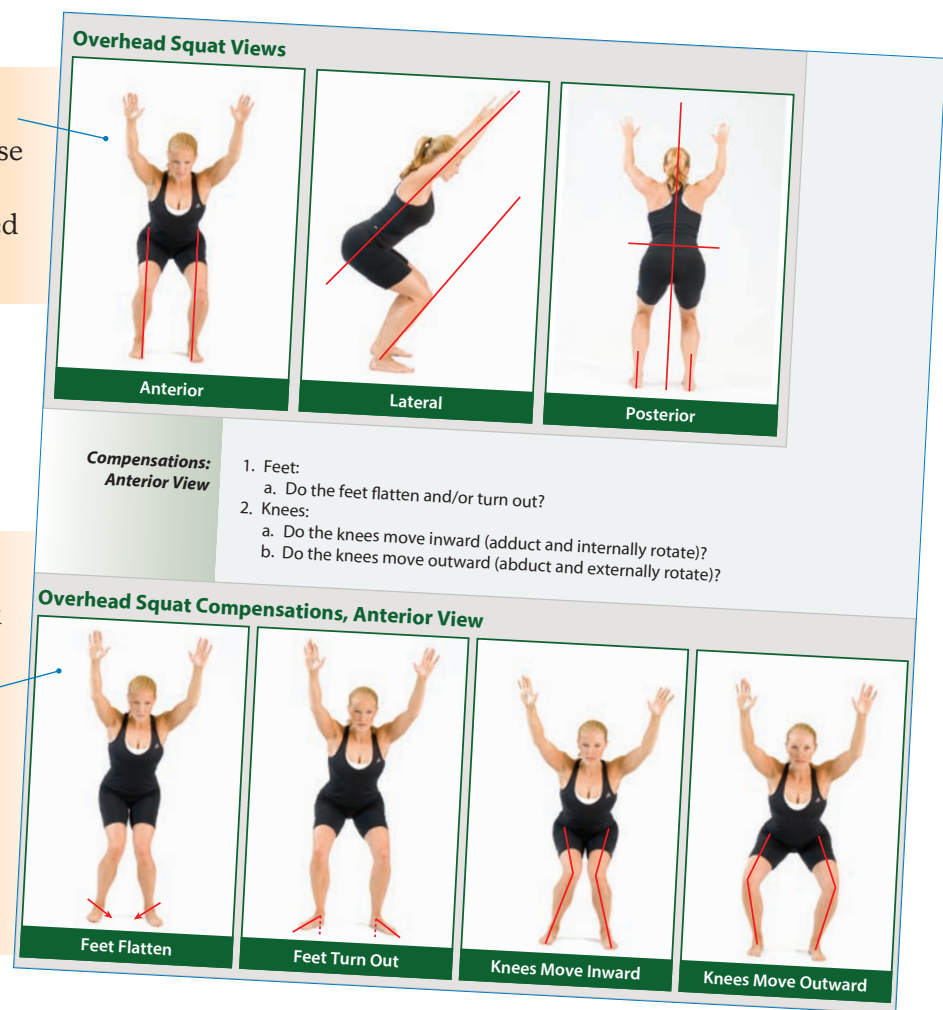 Overhead Squat Views
se
ed
Anterior
Lateral
Posterior
Compensations:
Anterior View
1. Feet:
a. Do the feet flatten and/or turn out?
2. Knees:
a. Do the knees move inward (adduct and internally rotate)?
b. Do the knees move outward (abduct and externally rotate)?
Overhead Squat Compensations, Anterior View
Feet Flatten
Feet Turn Out
Knees Move Inward
Knees Move Outward